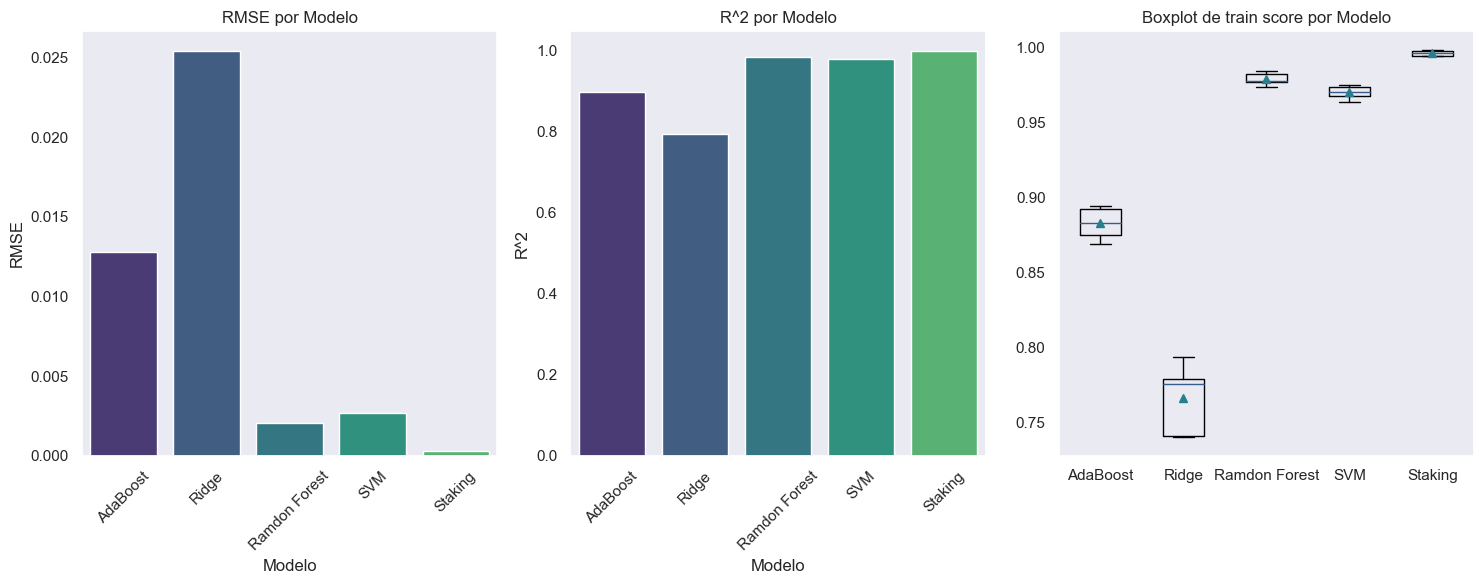 RMSE por Modelo
RMSE
0.025
0.020
0.015
0.010
0.005
0.000
AdaBoost
Ridge
Ramdon Forest
SVM
Staking
Modelo
R^2 por Modelo
R^2
1.0
0.8
0.6
0.4
0.2
0.0
AdaBoost
Ridge
Ramdon Forest
SVM
Staking
Modelo
Boxplot de train score por Modelo
1.00
0.95
0.90
0.85
0.80
0.75
AdaBoost
Ridge
Ramdon Forest
SVM
Staking